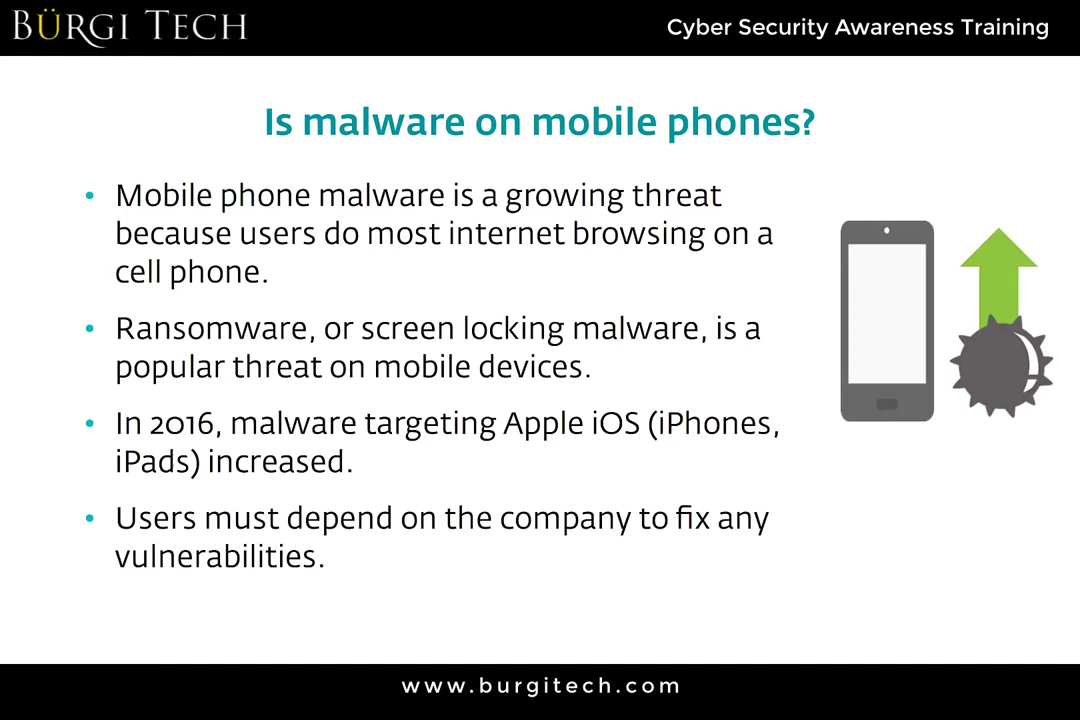 BÜRGI TECH
Cyber Security Awareness Training
Is malware on mobile phones?
• Mobile phone malware is a growing threat
because users do most internet browsing on a
cell phone.
• Ransomware, or screen locking malware, is a
popular threat on mobile devices.
• In 2016, malware targeting Apple iOS (iPhones,
iPads) increased.
• Users must depend on the company to fix any
vulnerabilities.
www.burgitech.com